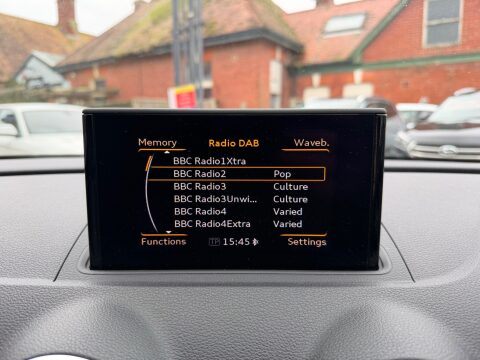 Memory Radio DAB Waveb.
BBC Radio1Xtra
BBC Radio2 Pop
BBC Radio3 Culture
BBC Radio3Unwi... Culture
BBC Radio4 Varied
BBC Radio4Extra Varied
Functions TP 15:45 Settings